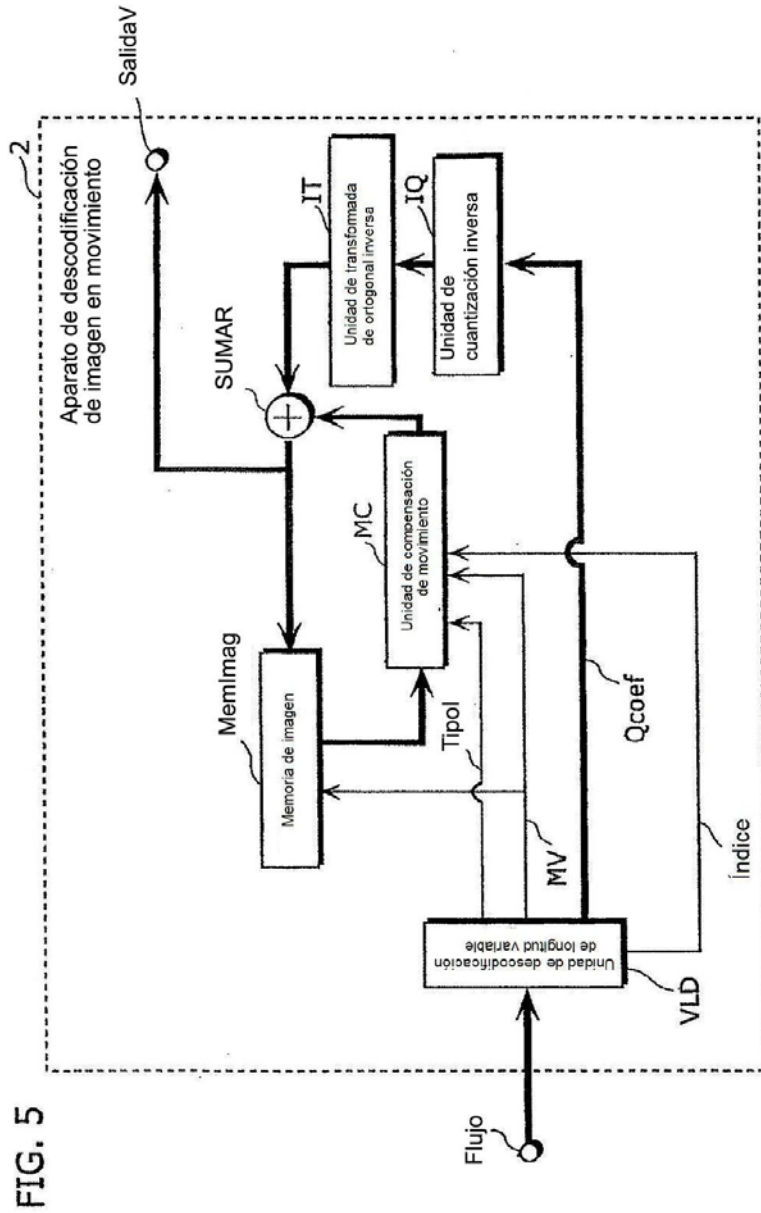 FIG. 5
2
Aparato de descodificación
de imagen en movimiento
SalidaV
SUMAR
IT
Unidad de transformada
de ortogonal inversa
IQ
Unidad de
cuantización inversa
MemImag
Memoria de imagen
MC
Unidad de compensación
de movimiento
TipoI
MV
Qcoef
Índice
Unidad de descodificación
de longitud variable
VLD
Flujo